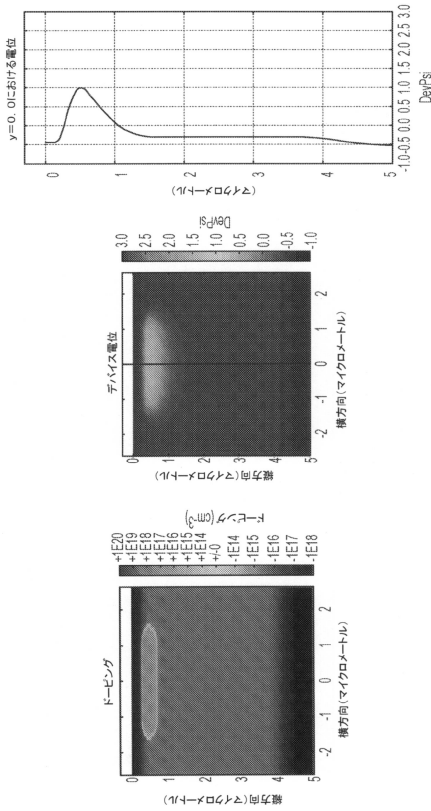 ドーピング
縦方向(マイクロメートル)
0
1
2
3
4
5
-2 -1 0 1 2
横方向(マイクロメートル)
+1E20
+1E19
+1E18
+1E17
+1E16
+1E15
+1E14
+/-0
-1E14
-1E15
-1E16
-1E17
-1E18
ドーピング(cm-3)
デバイス電位
縦方向(マイクロメートル)
0
1
2
3
4
5
-2 -1 0 1 2
横方向(マイクロメートル)
3.0
2.5
2.0
1.5
1.0
0.5
0.0
-0.5
-1.0
DevPsi
y=0.0における電位
(マイクロメートル)
0
1
2
3
4
5
-1.0 -0.5 0.0 0.5 1.0 1.5 2.0 2.5 3.0
DevPsi